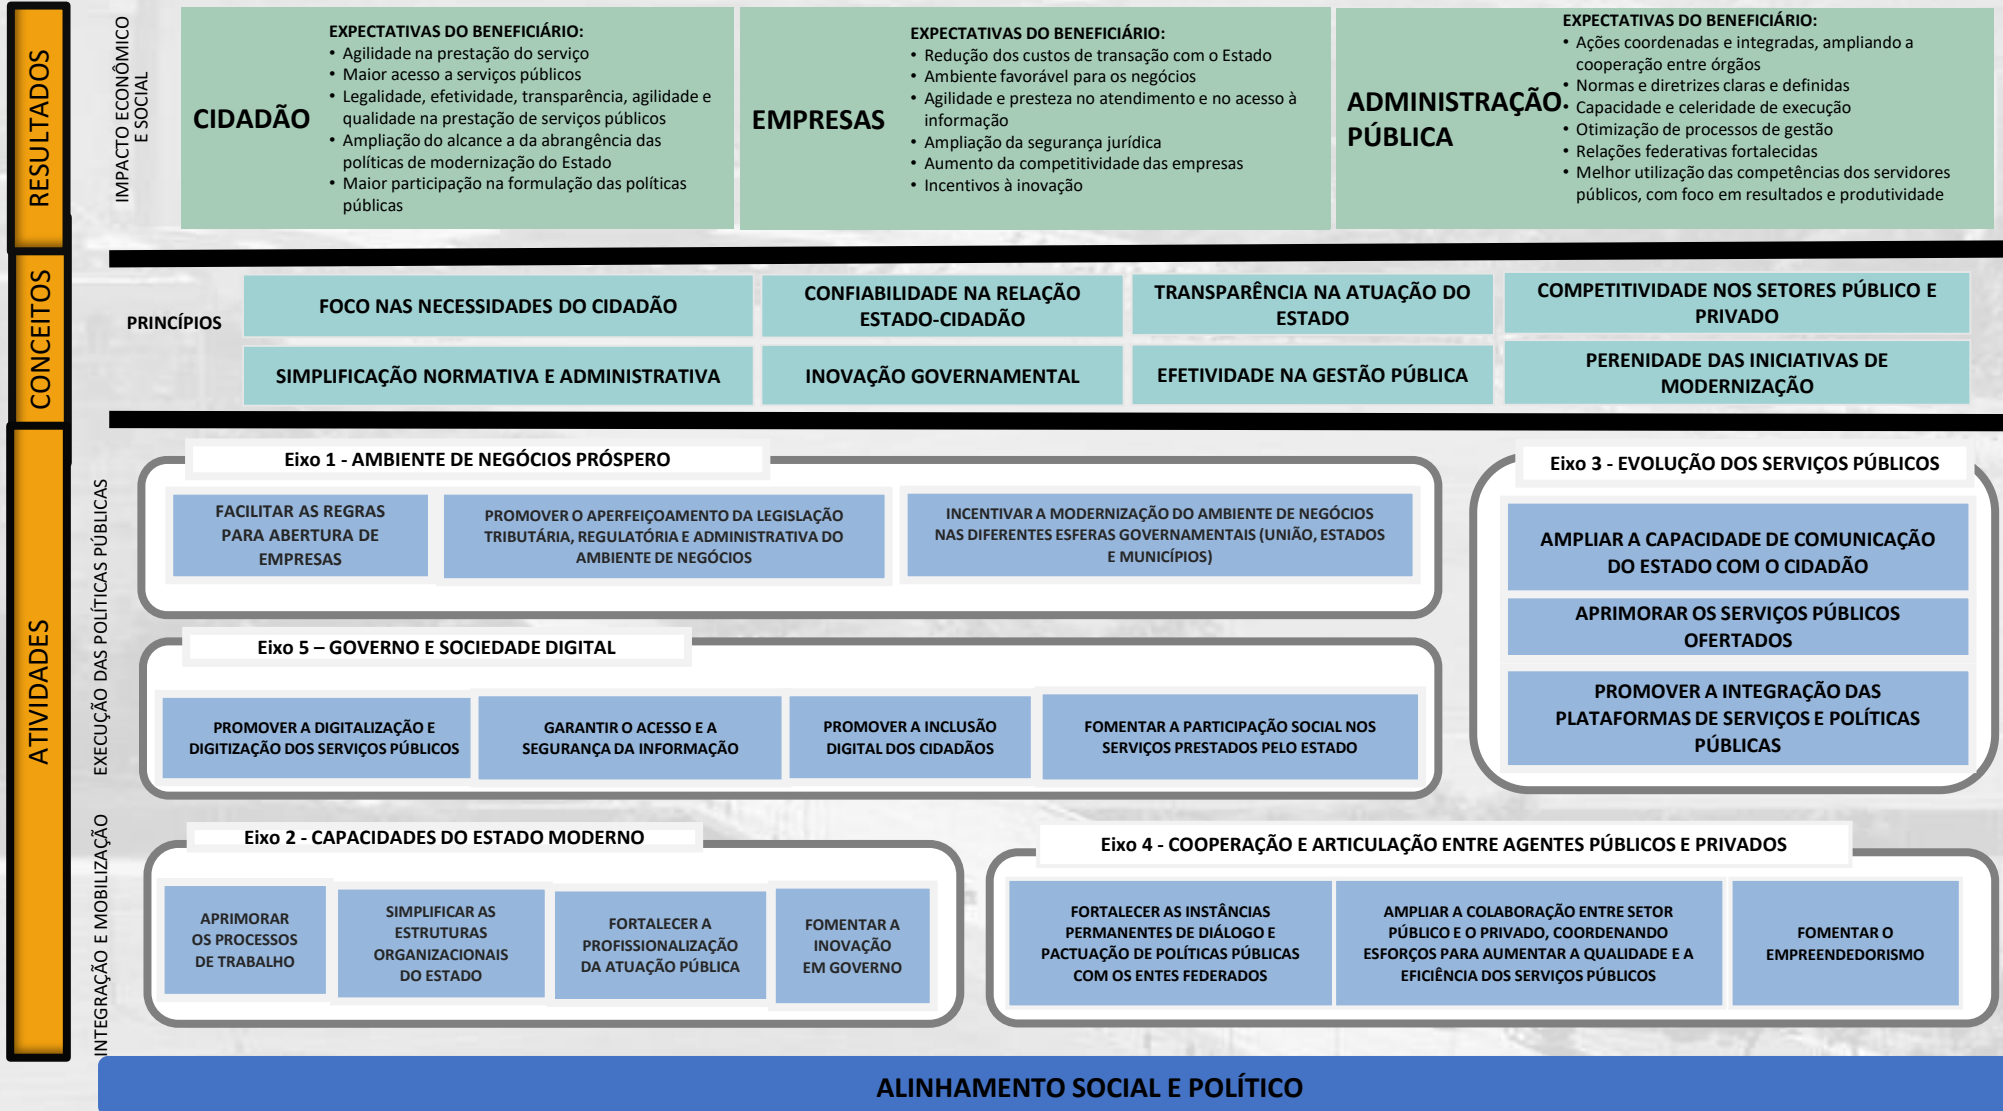 RESULTADOS
IMPACTO ECONÔMICO
E SOCIAL
CIDADÃO
EXPECTATIVAS DO BENEFICIÁRIO:
• Agilidade na prestação do serviço
• Maior acesso a serviços públicos
• Legalidade, efetividade, transparência, agilidade e
qualidade na prestação de serviços públicos
• Ampliação do alcance a da abrangência das
políticas de modernização do Estado
• Maior participação na formulação das políticas
públicas
EMPRESAS
EXPECTATIVAS DO BENEFICIÁRIO:
• Redução dos custos de transação com o Estado
• Ambiente favorável para os negócios
• Agilidade e presteza no atendimento e no acesso à
informação
• Ampliação da segurança jurídica
• Aumento da competitividade das empresas
• Incentivos à inovação
ADMINISTRAÇÃO
PÚBLICA
EXPECTATIVAS DO BENEFICIÁRIO:
• Ações coordenadas e integradas, ampliando a
cooperação entre órgãos
• Normas e diretrizes claras e definidas
• Capacidade e celeridade de execução
• Otimização de processos de gestão
• Relações federativas fortalecidas
• Melhor utilização das competências dos servidores
públicos, com foco em resultados e produtividade
CONCEITOS
PRINCÍPIOS
FOCO NAS NECESSIDADES DO CIDADÃO
CONFIABILIDADE NA RELAÇÃO
ESTADO-CIDADÃO
TRANSPARÊNCIA NA ATUAÇÃO DO
ESTADO
COMPETITIVIDADE NOS SETORES PÚBLICO E
PRIVADO
SIMPLIFICAÇÃO NORMATIVA E ADMINISTRATIVA
INOVAÇÃO GOVERNAMENTAL
EFETIVIDADE NA GESTÃO PÚBLICA
PERENIDADE DAS INICIATIVAS DE
MODERNIZAÇÃO
ATIVIDADES
EXECUÇÃO DAS POLÍTICAS PÚBLICAS
Eixo 1 - AMBIENTE DE NEGÓCIOS PRÓSPERO
FACILITAR AS REGRAS
PARA ABERTURA DE
EMPRESAS
PROMOVER O APERFEIÇOAMENTO DA LEGISLAÇÃO
TRIBUTÁRIA, REGULATÓRIA E ADMINISTRATIVA DO
AMBIENTE DE NEGÓCIOS
INCENTIVAR A MODERNIZAÇÃO DO AMBIENTE DE NEGÓCIOS
NAS DIFERENTES ESFERAS GOVERNAMENTAIS (UNIÃO, ESTADOS
E MUNICÍPIOS)
Eixo 3 - EVOLUÇÃO DOS SERVIÇOS PÚBLICOS
AMPLIAR A CAPACIDADE DE COMUNICAÇÃO
DO ESTADO COM O CIDADÃO
APRIMORAR OS SERVIÇOS PÚBLICOS
OFERTADOS
PROMOVER A INTEGRAÇÃO DAS
PLATAFORMAS DE SERVIÇOS E POLÍTICAS
PÚBLICAS
Eixo 5 – GOVERNO E SOCIEDADE DIGITAL
PROMOVER A DIGITALIZAÇÃO E
DIGITIZAÇÃO DOS SERVIÇOS PÚBLICOS
GARANTIR O ACESSO E A
SEGURANÇA DA INFORMAÇÃO
PROMOVER A INCLUSÃO
DIGITAL DOS CIDADÃOS
FOMENTAR A PARTICIPAÇÃO SOCIAL NOS
SERVIÇOS PRESTADOS PELO ESTADO
INTEGRAÇÃO E MOBILIZAÇÃO
Eixo 2 - CAPACIDADES DO ESTADO MODERNO
APRIMORAR
OS PROCESSOS
DE TRABALHO
SIMPLIFICAR AS
ESTRUTURAS
ORGANIZACIONAIS
DO ESTADO
FORTALECER A
PROFISSIONALIZAÇÃO
DA ATUAÇÃO PÚBLICA
FOMENTAR A
INOVAÇÃO
EM GOVERNO
Eixo 4 - COOPERAÇÃO E ARTICULAÇÃO ENTRE AGENTES PÚBLICOS E PRIVADOS
FORTALECER AS INSTÂNCIAS
PERMANENTES DE DIÁLOGO E
PACTUAÇÃO DE POLÍTICAS PÚBLICAS
COM OS ENTES FEDERADOS
AMPLIAR A COLABORAÇÃO ENTRE SETOR
PÚBLICO E O PRIVADO, COORDENANDO
ESFORÇOS PARA AUMENTAR A QUALIDADE E A
EFICIÊNCIA DOS SERVIÇOS PÚBLICOS
FOMENTAR O
EMPREENDEDORISMO
ALINHAMENTO SOCIAL E POLÍTICO